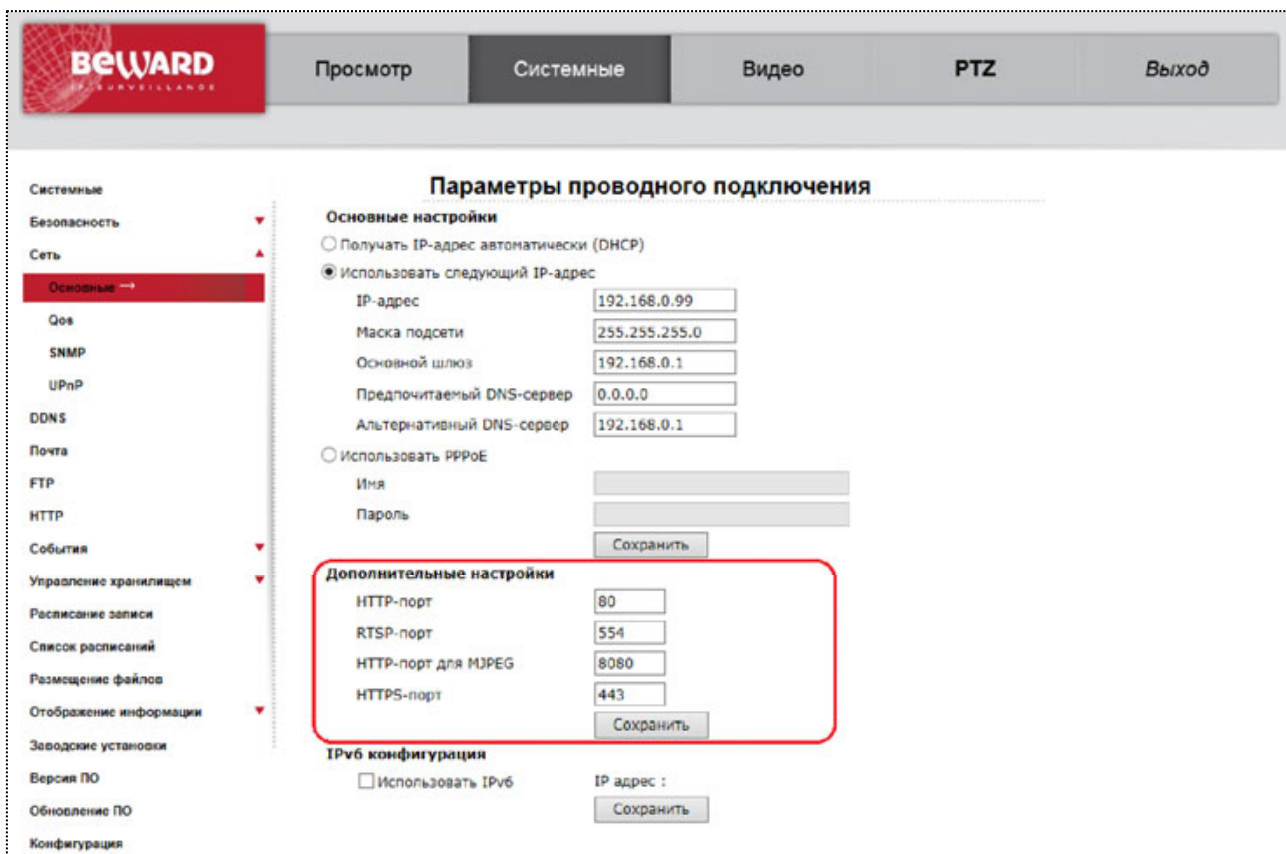 BEWARD
IP SURVEILLANCE
Просмотр
Системные
Видео
PTZ
Выход
Системные
Безопасность
Сеть
Основные →
Qos
SNMP
UPnP
DDNS
Почта
FTP
HTTP
События
Управление хранилищем
Расписание записи
Список расписаний
Размещение файлов
Отображение информации
Заводские установки
Версия ПО
Обновление ПО
Конфигурация
Параметры проводного подключения
Основные настройки
Получать IP-адрес автоматически (DHCP)
Использовать следующий IP-адрес
IP-адрес 192.168.0.99
Маска подсети 255.255.255.0
Основной шлюз 192.168.0.1
Предпочитаемый DNS-сервер 0.0.0.0
Альтернативный DNS-сервер 192.168.0.1
Использовать PPPoE
Имя
Пароль
Сохранить
Дополнительные настройки
HTTP-порт 80
RTSP-порт 554
HTTP-порт для MJPEG 8080
HTTPS-порт 443
Сохранить
IPv6 конфигурация
Использовать IPv6 IP адрес :
Сохранить